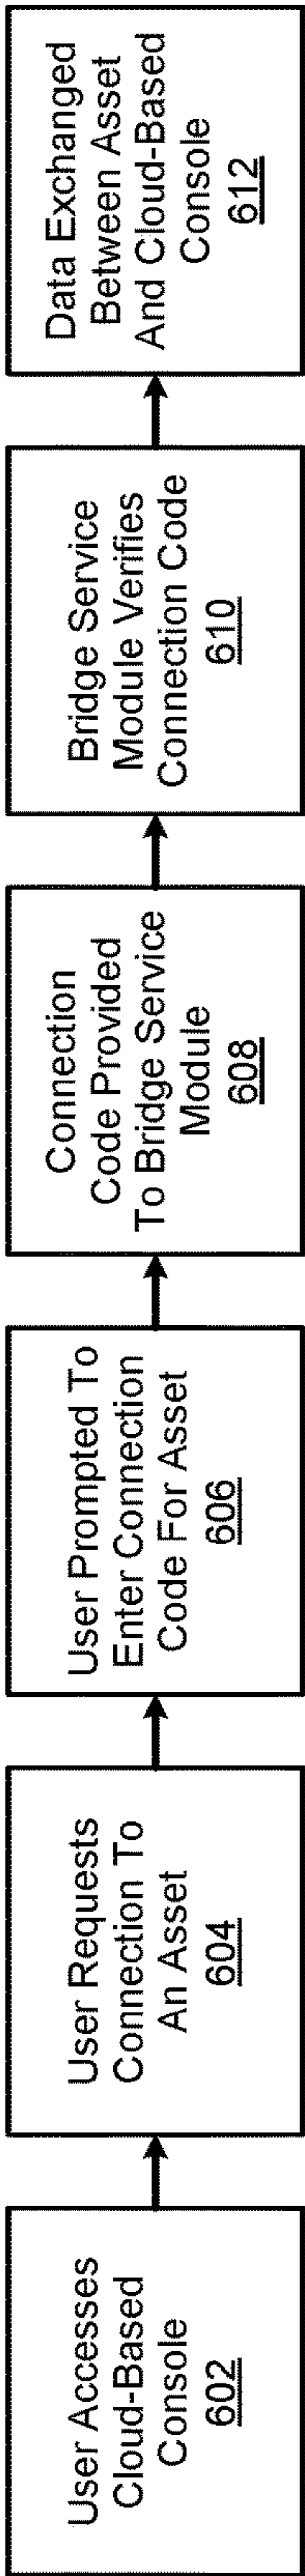 User Accesses
Cloud-Based
Console
602
User Requests
Connection To
An Asset
604
User Prompted To
Enter Connection
Code For Asset
606
Connection
Code Provided
To Bridge Service
Module
608
Bridge Service
Module Verifies
Connection Code
610
Data Exchanged
Between Asset
And Cloud-Based
Console
612